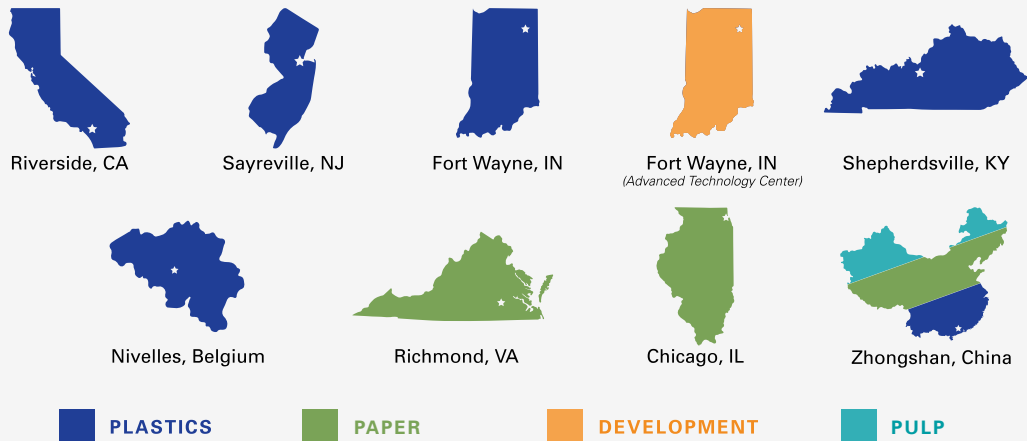 Riverside, CA
Sayreville, NJ
Fort Wayne, IN
Fort Wayne, IN
(Advanced Technology Center)
Shepherdsville, KY
Nivelles, Belgium
Richmond, VA
Chicago, IL
Zhongshan, China
PLASTICS
PAPER
DEVELOPMENT
PULP